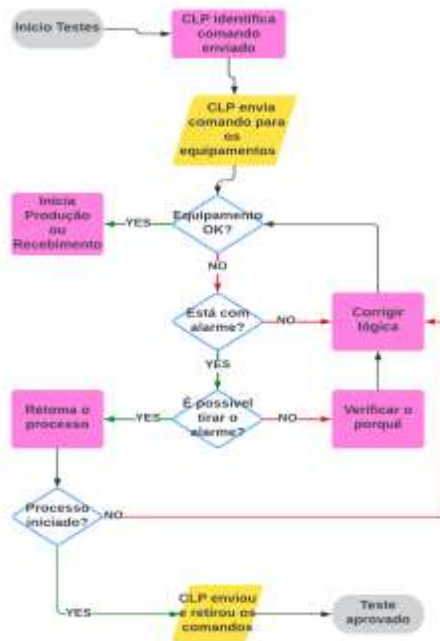 Inicio Testes
CLP identifica
comando
enviado
CLP envia
comando para
os
equipamentos
Inicia
Produção
ou
Recebimento
YES
Equipamento
OK?
NO
Está com
alarme?
NO
Corrigir
lógica
YES
Retoma o
processo
YES
É possível
tirar o
alarme?
NO
Verificar o
porquê
Processo
iniciado?
NO
YES
CLP enviou
e retirou os
comandos
Teste
aprovado